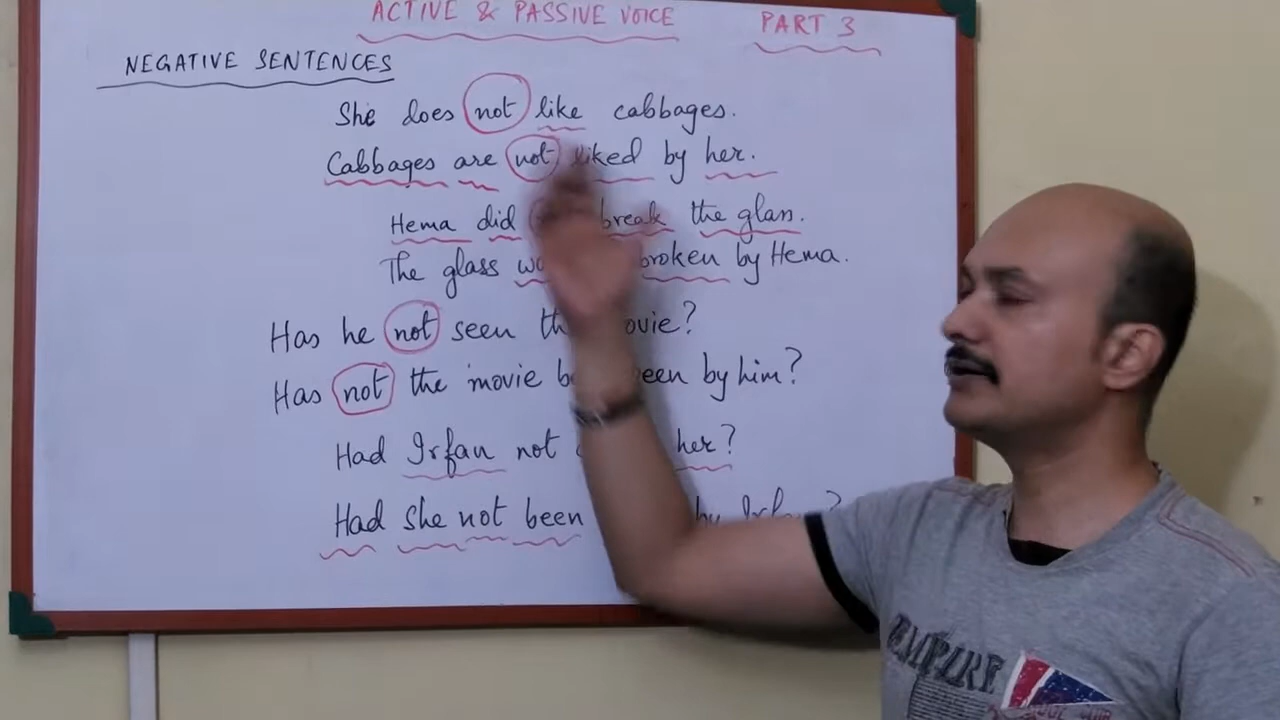 ACTIVE & PASSIVE VOICE PART 3
NEGATIVE SENTENCES
She does not like cabbages.
Cabbages are not liked by her.
Hema did break the glass.
The glass broken by Hema.
Has he not seen movie?
Has not the movie by him?
Had Irfan not her?
Had she not been by
EMPIRE